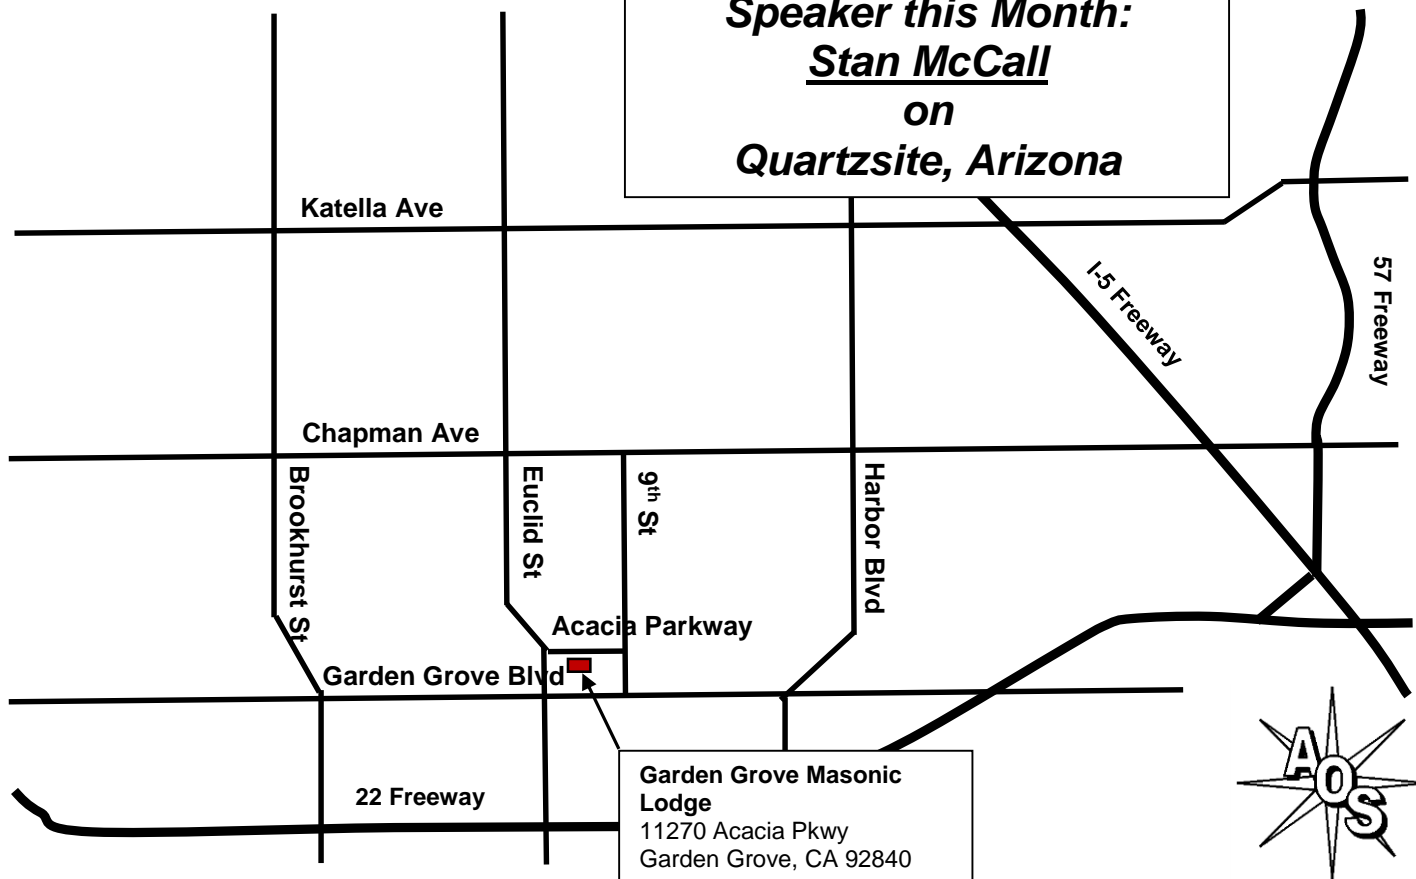 Speaker this Month:
Stan McCall
on
Quartzsite, Arizona
Katella Ave
I-5 Freeway
57 Freeway
Chapman Ave
Brookhurst St
Euclid St
9th St
Harbor Blvd
Acacia Parkway
Garden Grove Blvd
22 Freeway
Garden Grove Masonic
Lodge
11270 Acacia Pkwy
Garden Grove, CA 92840
AOS